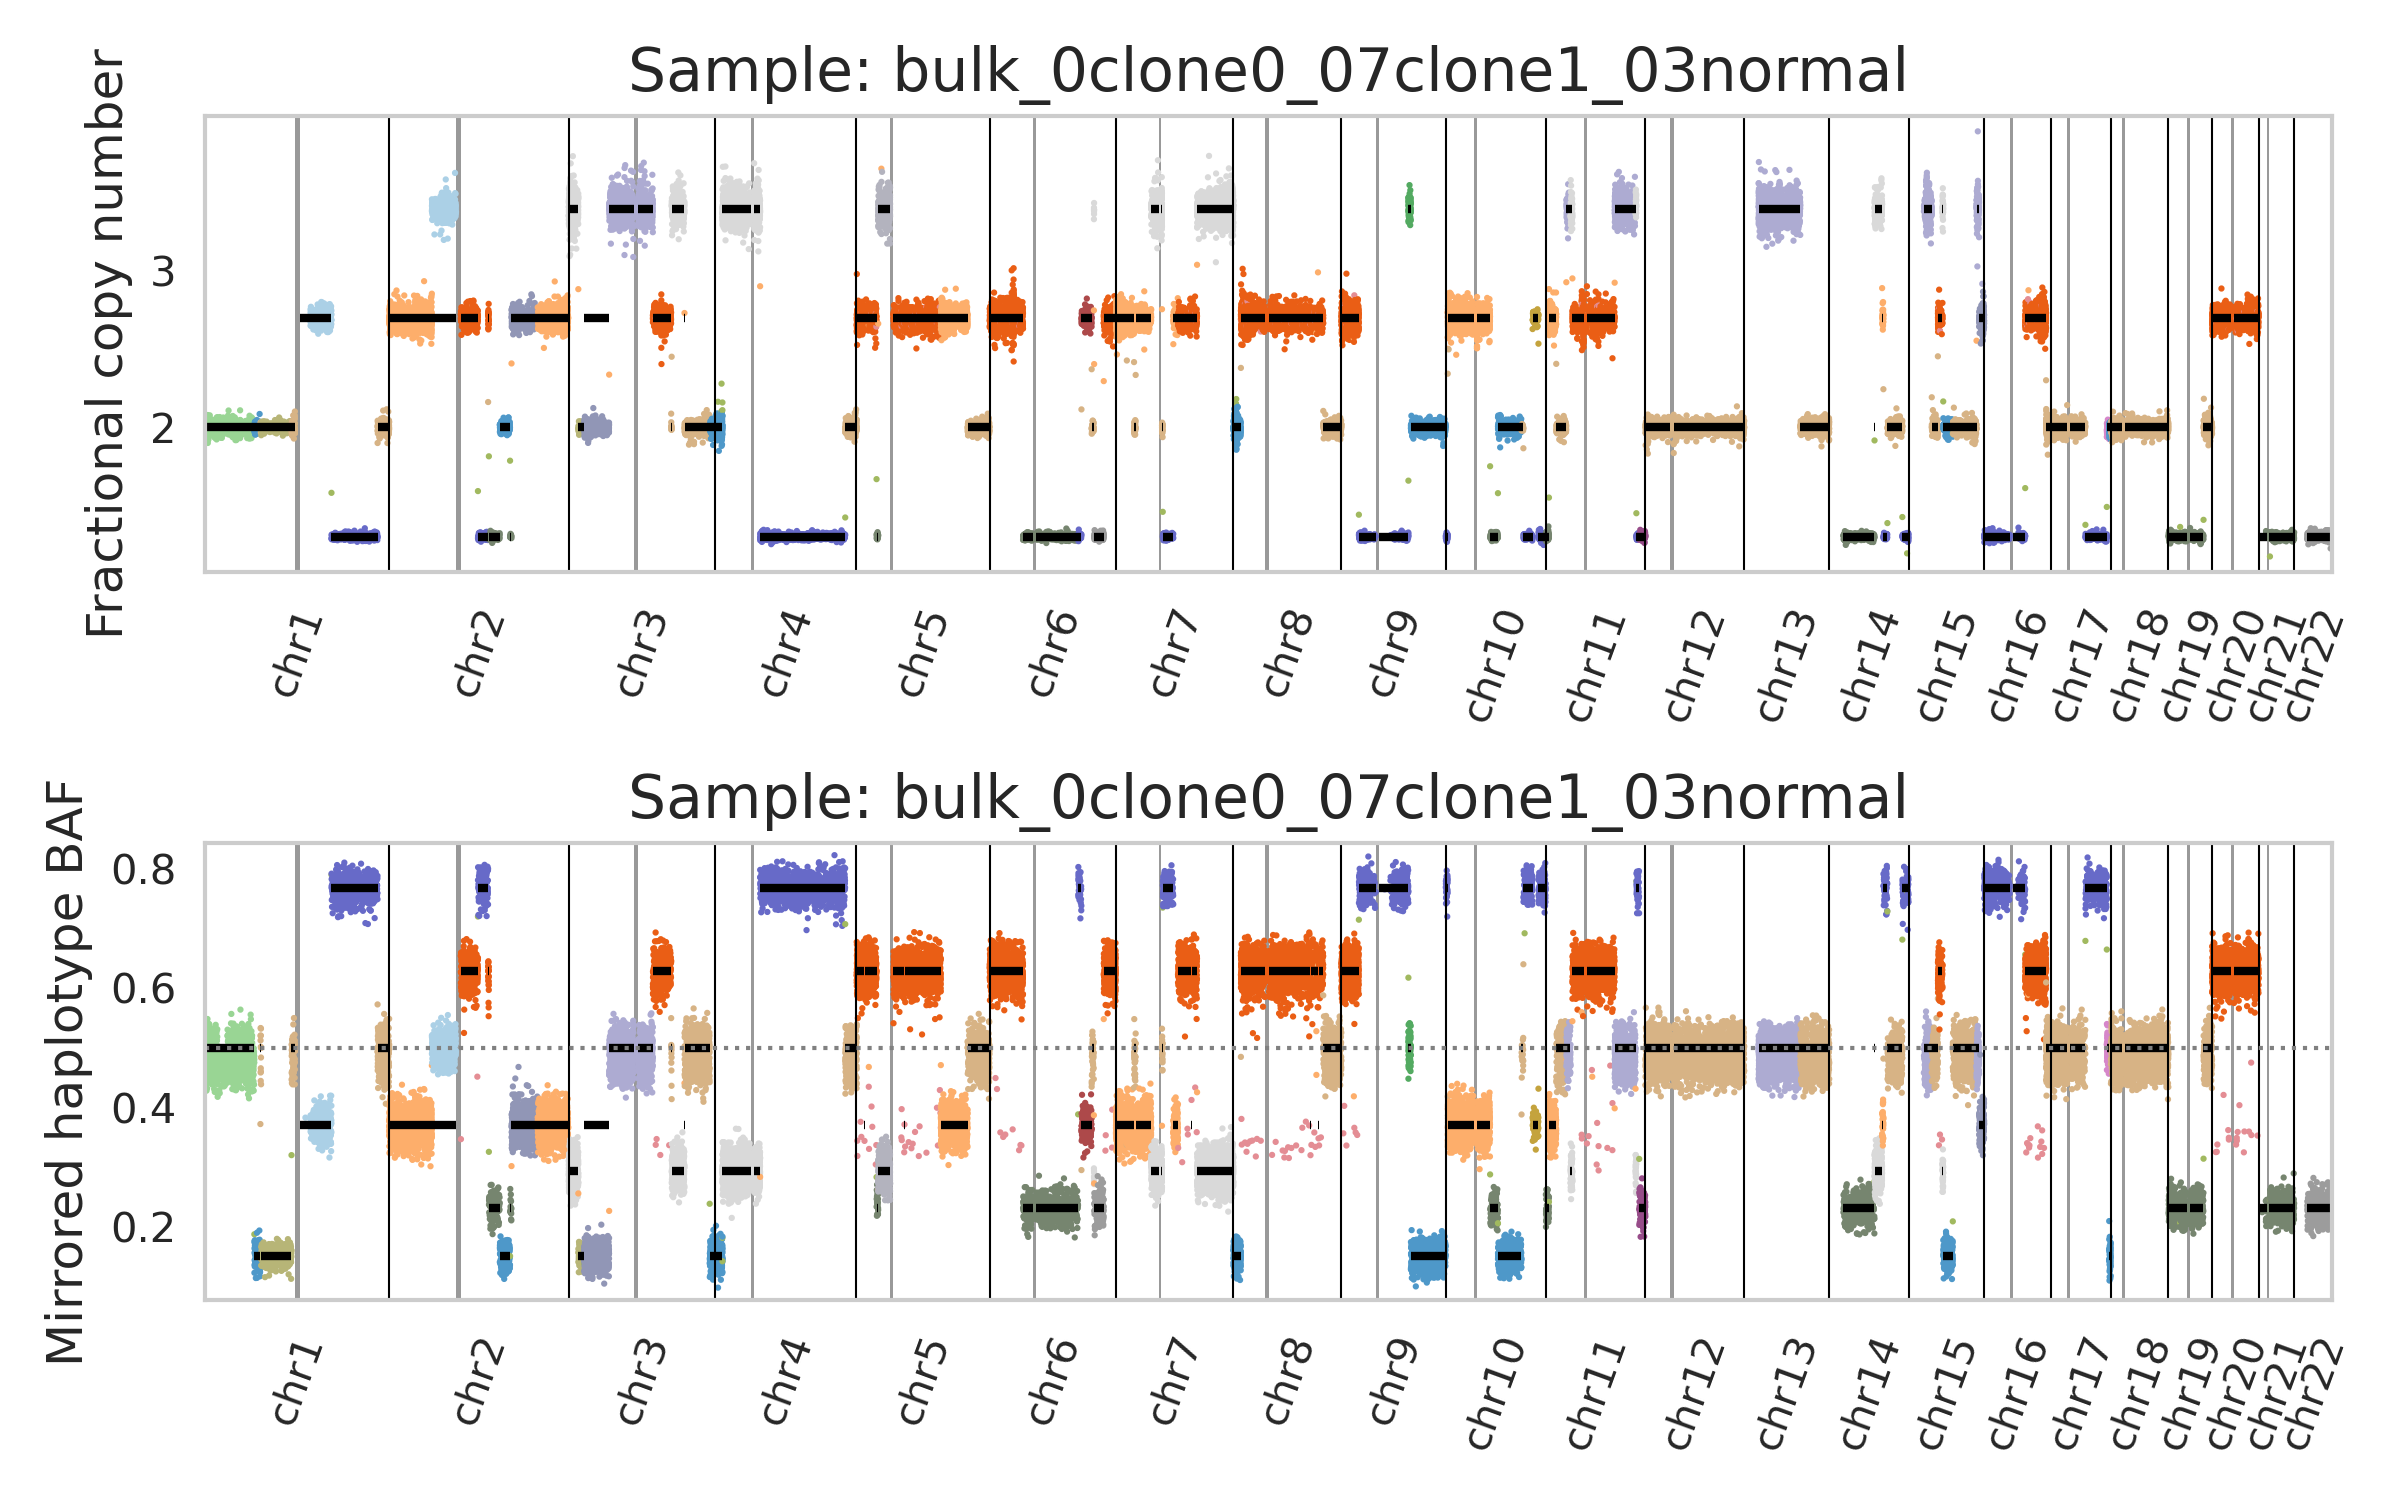 Sample: bulk_0clone0_07clone1_03normal
Fractional copy number
3
2
chr1 chr2 chr3 chr4 chr5 chr6 chr7 chr8 chr9 chr10 chr11 chr12 chr13 chr14 chr15 chr16 chr17 chr18 chr19 chr20 chr21 chr22
Sample: bulk_0clone0_07clone1_03normal
Mirrored haplotype BAF
0.8
0.6
0.4
0.2
chr1 chr2 chr3 chr4 chr5 chr6 chr7 chr8 chr9 chr10 chr11 chr12 chr13 chr14 chr15 chr16 chr17 chr18 chr19 chr20 chr21 chr22